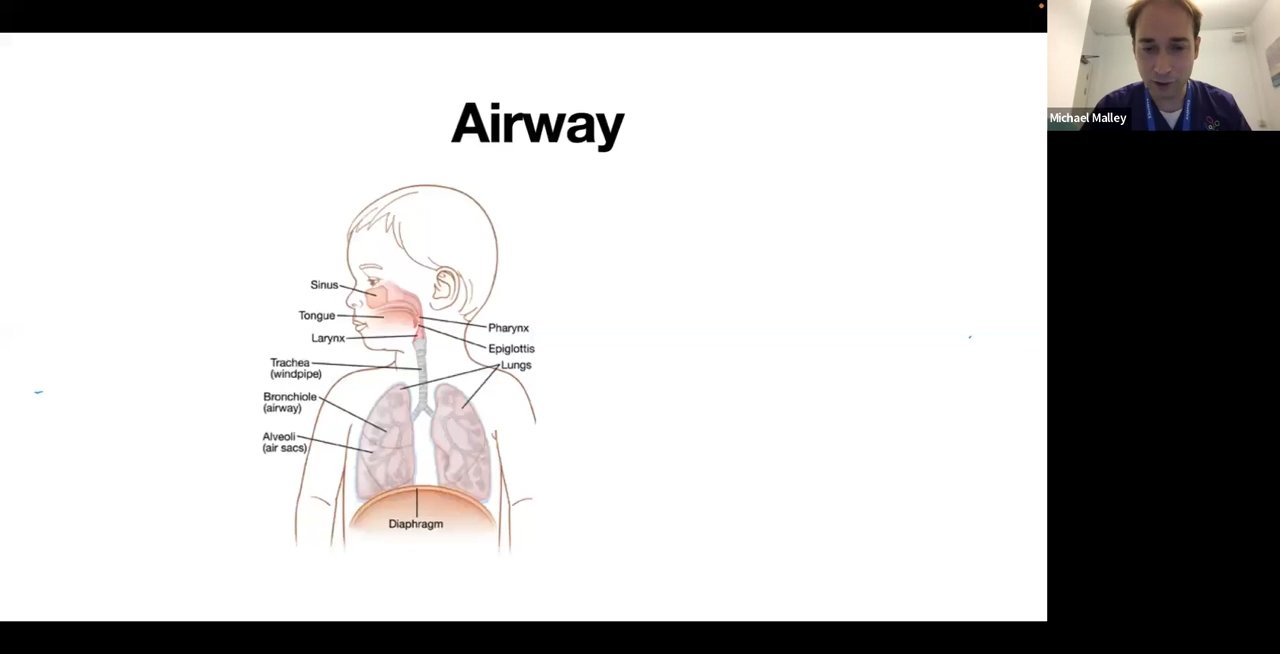 Airway
Sinus
Tongue
Larynx
Trachea
(windpipe)
Bronchiole
(airway)
Alveoli
(air sacs)
Pharynx
Epiglottis
Lungs
Diaphragm
Michael Malley